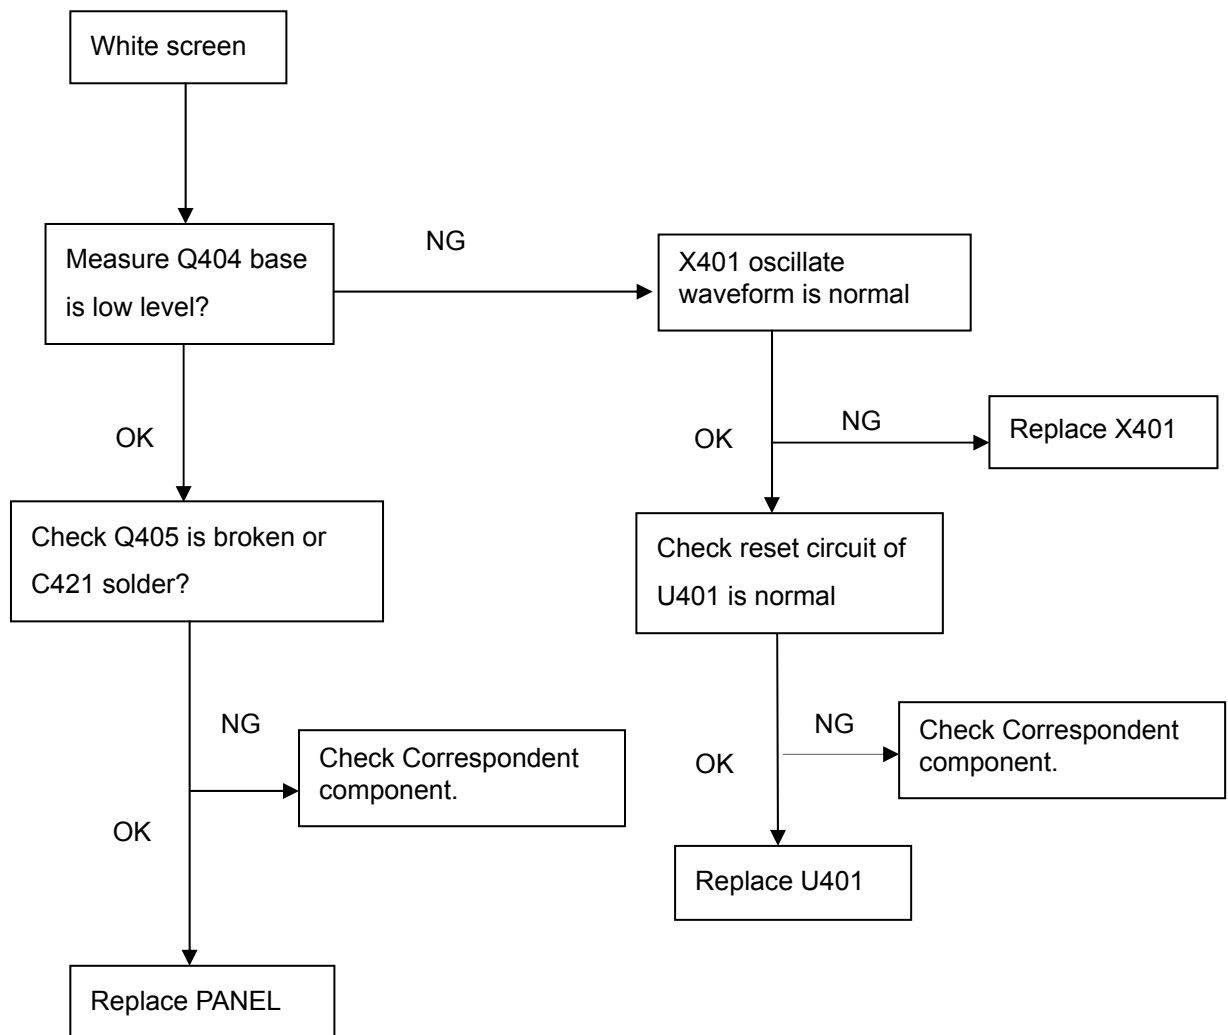 White screen
Measure Q404 base
is low level?
NG
X401 oscillate
waveform is normal
OK
OK
NG
Replace X401
Check Q405 is broken or
C421 solder?
Check reset circuit of
U401 is normal
NG
Check Correspondent
component.
OK
NG
Check Correspondent
component.
OK
Replace U401
Replace PANEL